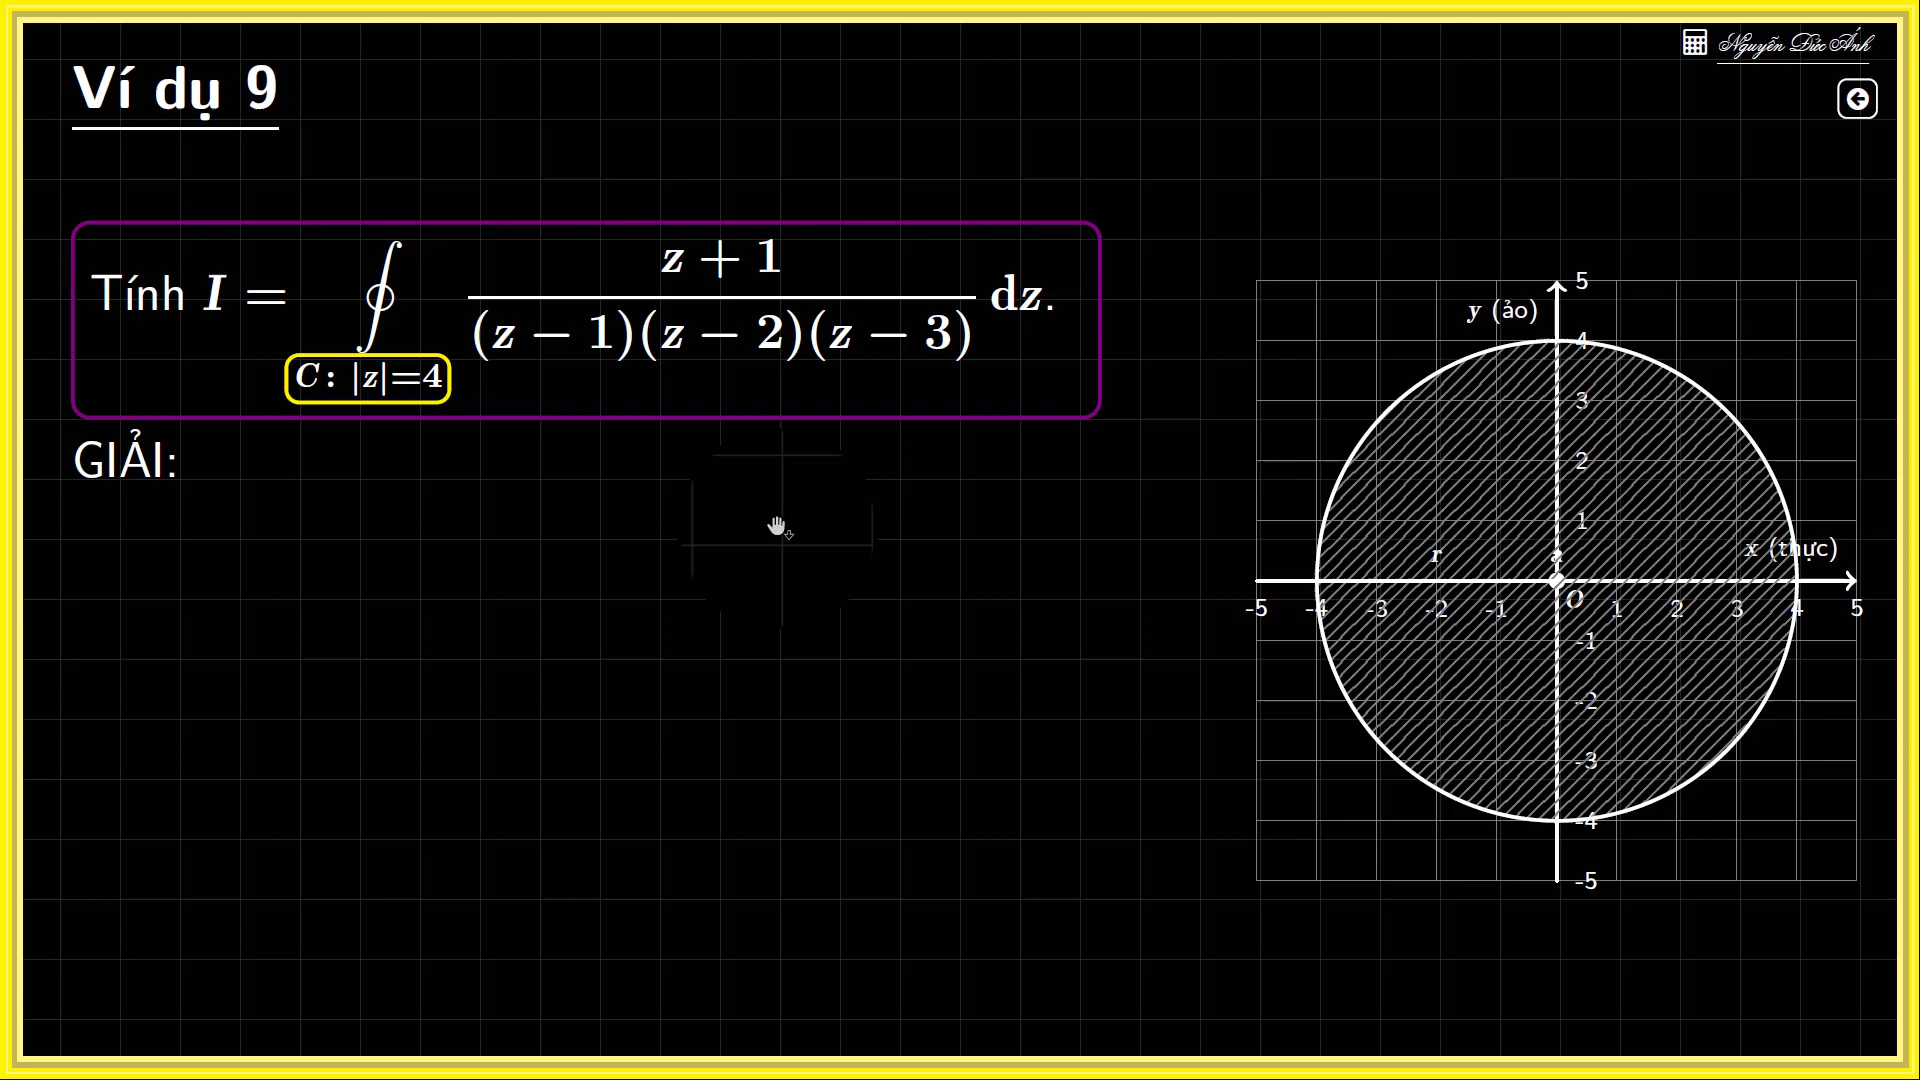 Nguyễn Đức Ánh
Ví dụ 9
Tính I = ∮ z + 1
(z − 1)(z − 2)(z − 3) dz.
C: |z|=4
GIẢI:
5
y (ảo)
4
3
2
1
r a x (thực)
-5 -4 -3 -2 -1 O 1 2 3 4 5
-1
-2
-3
-4
-5